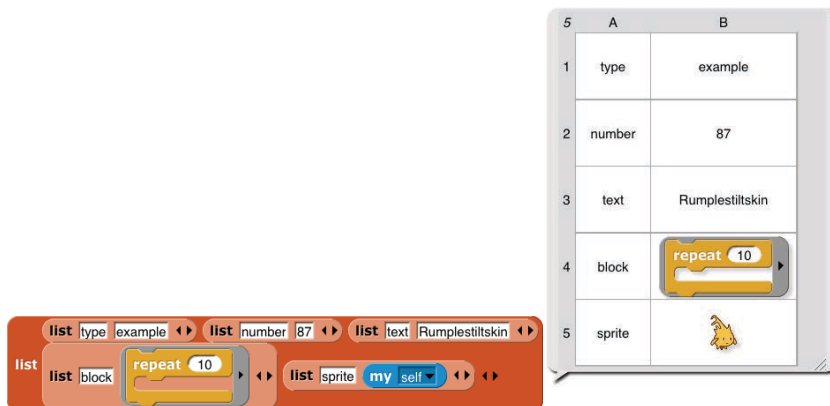 list type example list number 87 list text Rumplestiltskin
list list block repeat 10 list sprite my self
5 A B
1 type example
2 number 87
3 text Rumplestiltskin
4 block repeat 10
5 sprite